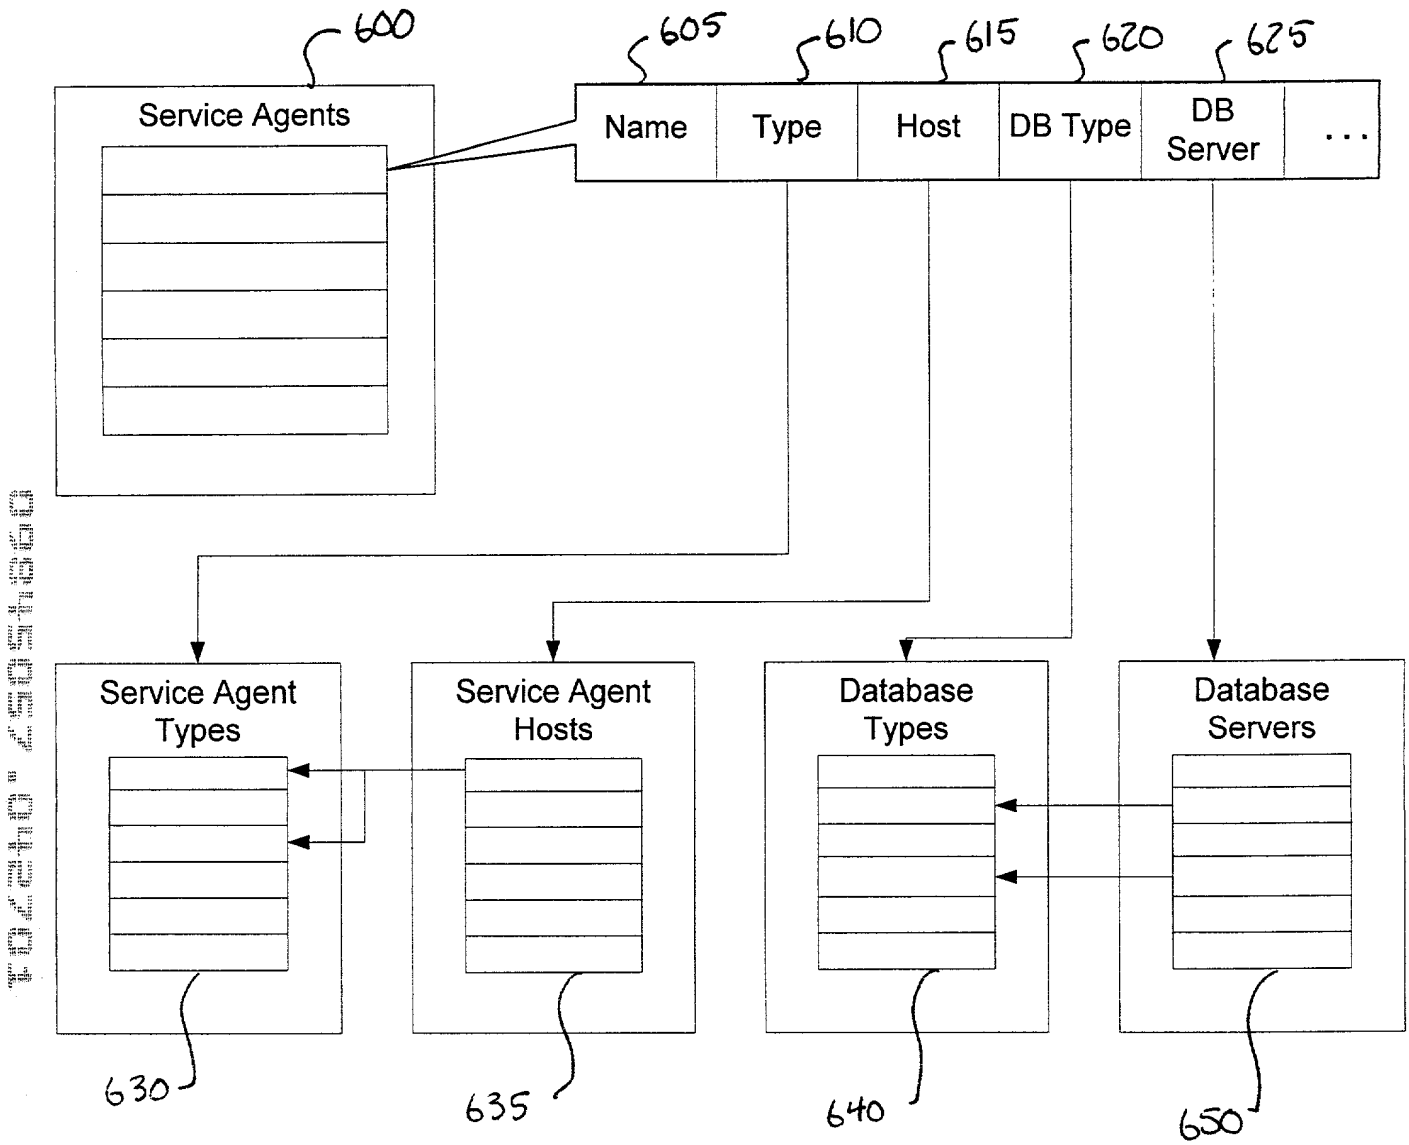 600
605
610
615
620
625
Service Agents
Name
Type
Host
DB Type
DB
Server
...
Service Agent
Types
Service Agent
Hosts
Database
Types
Database
Servers
630
635
640
650